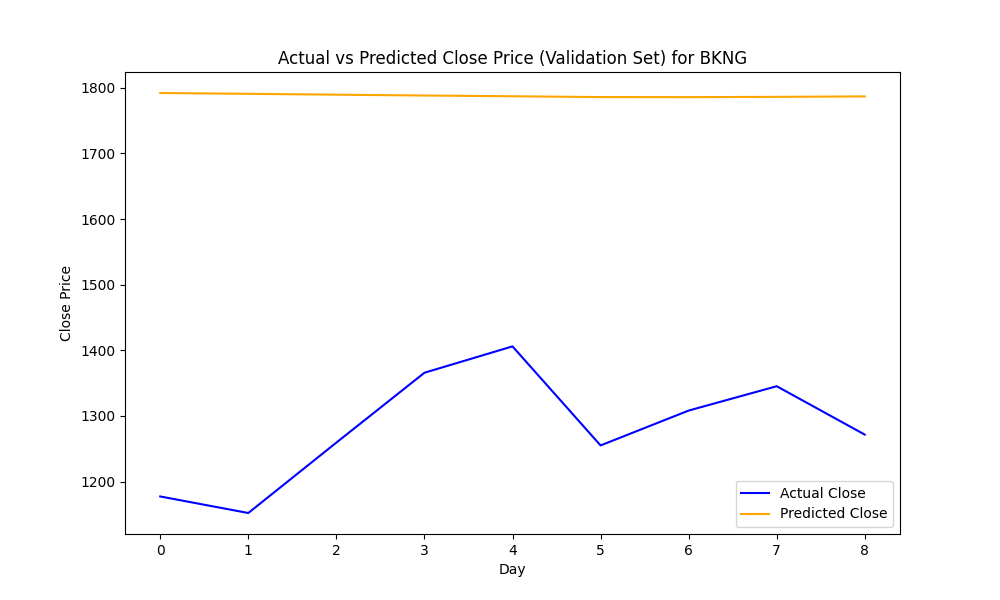 Actual vs Predicted Close Price (Validation Set) for BKNG
1800
1700
1600
1500
1400
1300
1200
Close Price
0 1 2 3 4 5 6 7 8
Day
Actual Close
Predicted Close